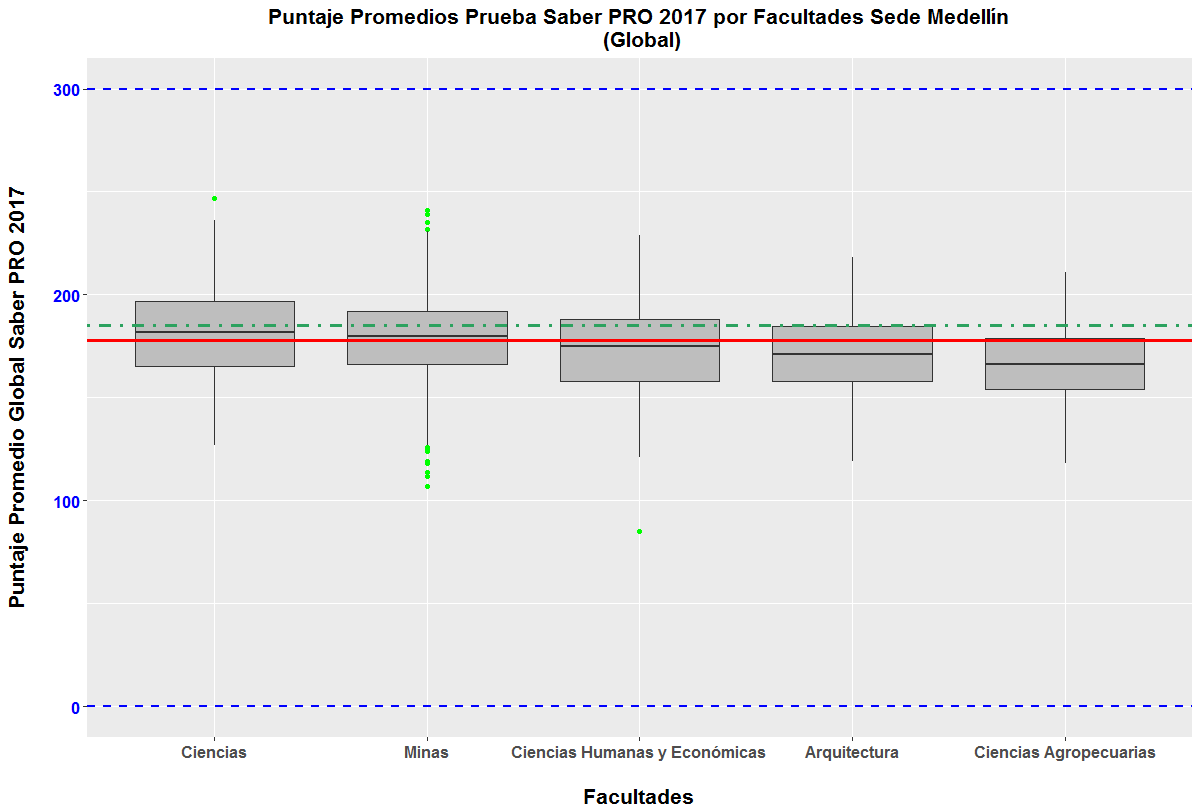 Puntaje Promedios Prueba Saber PRO 2017 por Facultades Sede Medellín
(Global)
Puntaje Promedio Global Saber PRO 2017
300
200
100
0
Ciencias
Minas
Ciencias Humanas y Económicas
Arquitectura
Ciencias Agropecuarias
Facultades